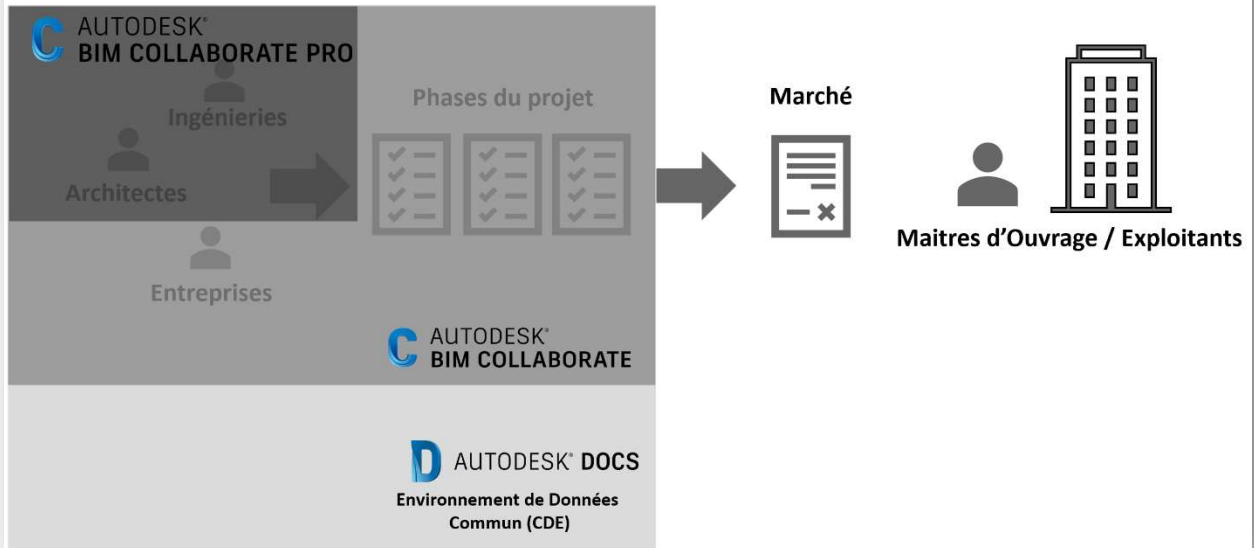 AUTODESK®
BIM COLLABORATE PRO
Ingénieries
Architectes
Entreprises
Phases du projet
AUTODESK®
BIM COLLABORATE
AUTODESK® DOCS
Environnement de Données
Commun (CDE)
Marché
Maitres d'Ouvrage / Exploitants